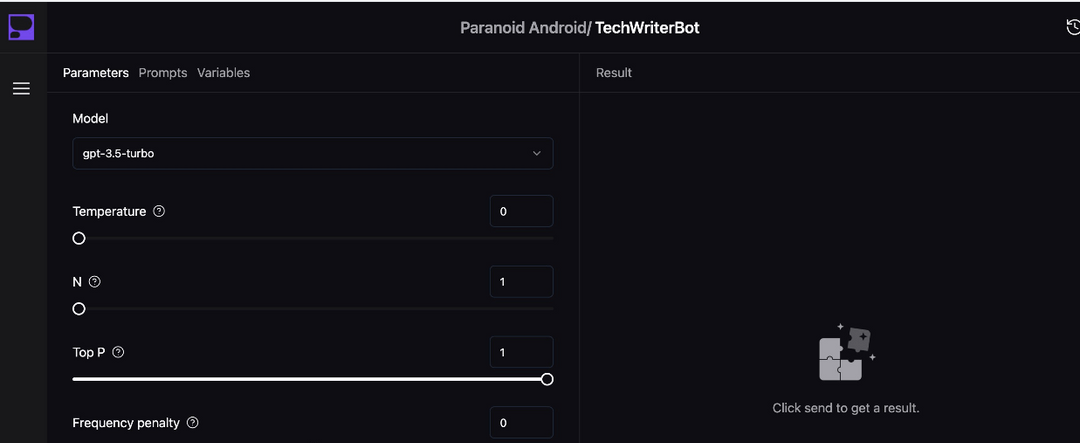 Paranoid Android/ TechWriterBot
Parameters Prompts Variables
Result
Model
gpt-3.5-turbo
Temperature
0
N
1
Top P
1
Frequency penalty
0
Click send to get a result.